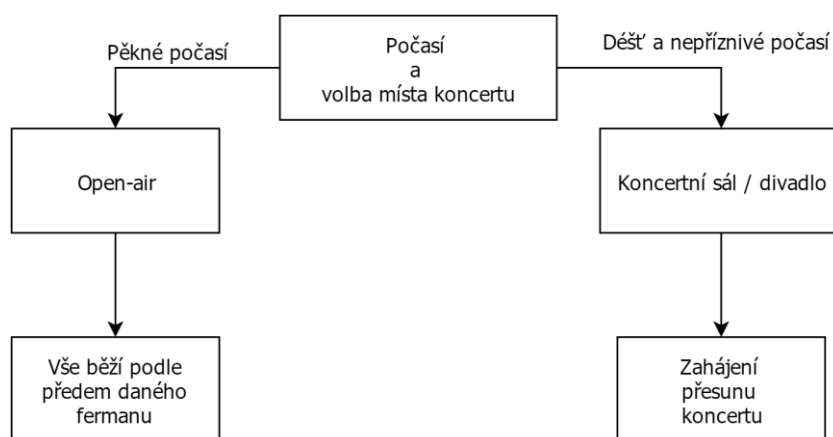 Pěkné počasí
Počasí
a
volba místa koncertu
Déšť a nepříznivé počasí
Open-air
Koncertní sál / divadlo
Vše běží podle
předem daného
fermanu
Zahájení
přesunu
koncertu